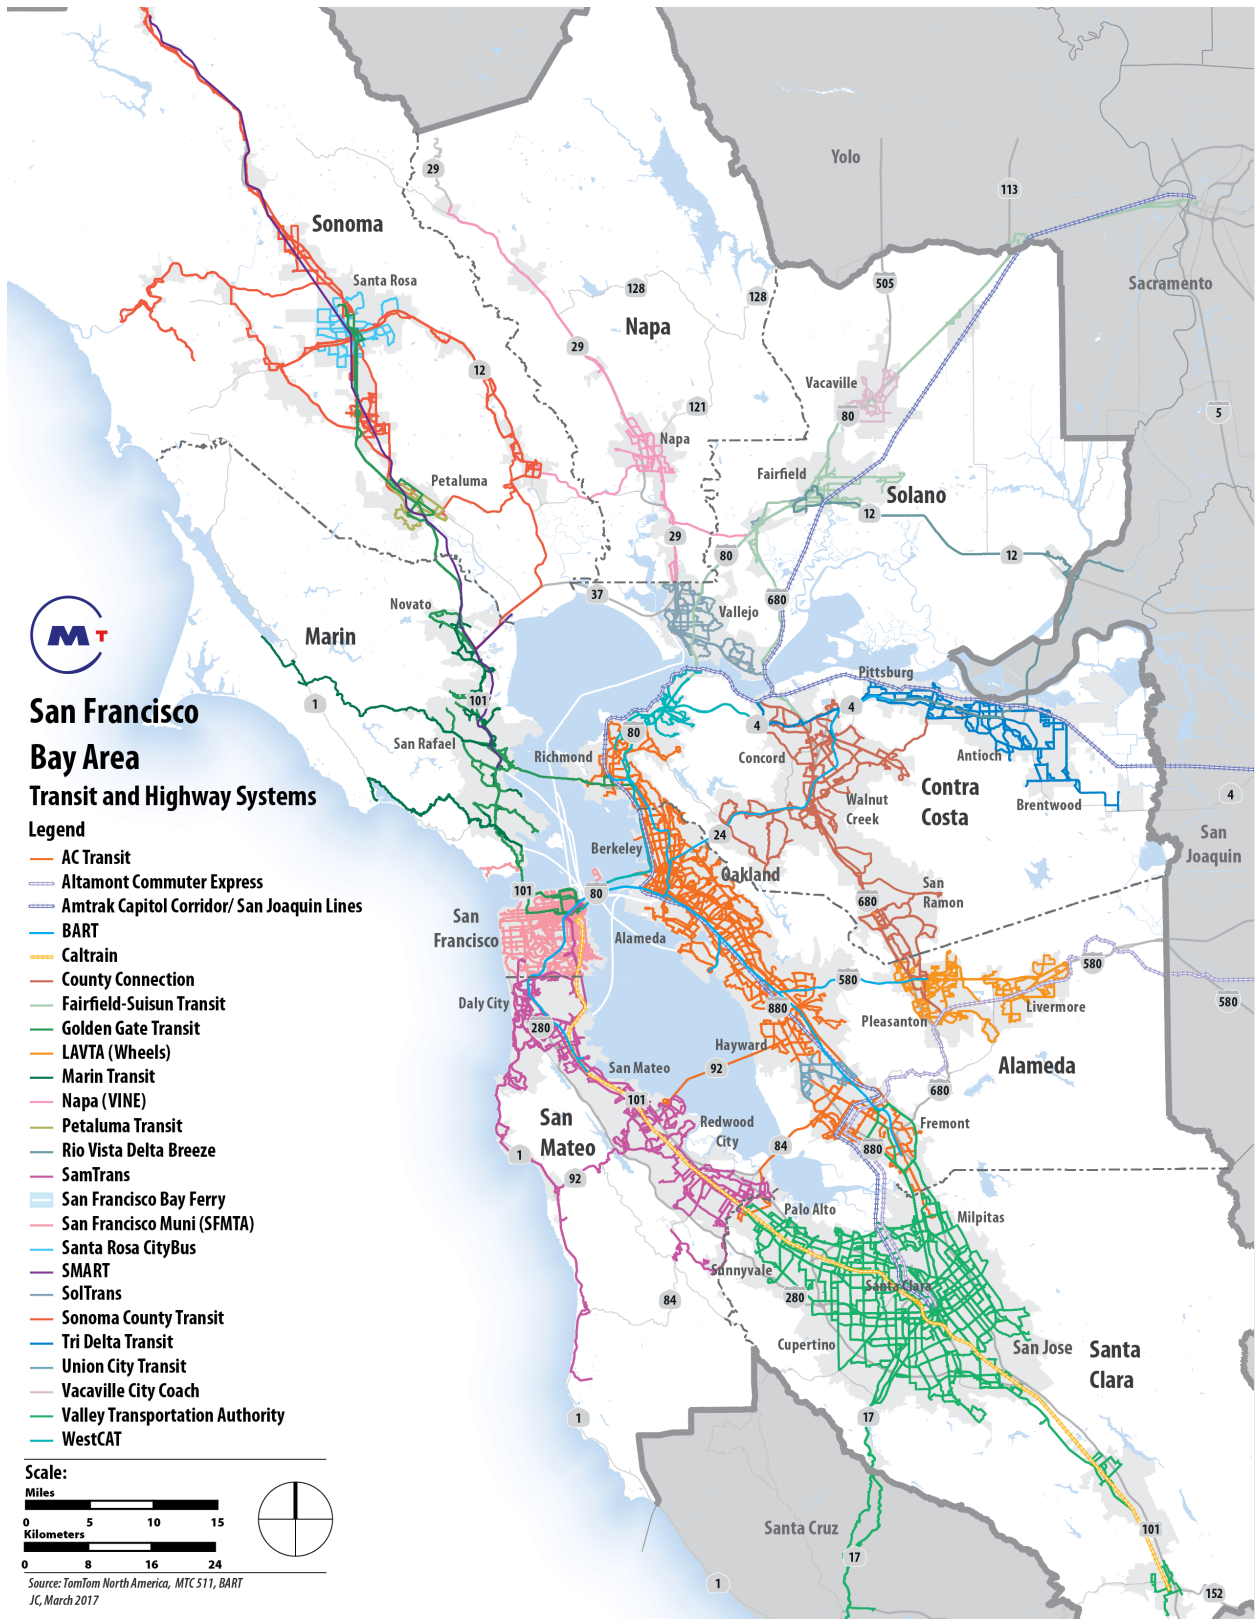 Yolo
29
113
Sonoma
Santa Rosa
505
Sacramento
128
128
Napa
29
12
Vacaville
121
80
5
Napa
Petaluma
Fairfield
Solano
12
29
80
12
37
680
Novato
Vallejo
Marin
MT
Pittsburg
1
101
4
San Francisco
Bay Area
Transit and Highway Systems
San Rafael
80
4
Richmond
Concord
Antioch
Contra
Costa
4
Walnut
Creek
Brentwood
San
Joaquin
Berkeley
24
Oakland
101
80
San
Ramon
680
San
Francisco
Alameda
580
580
580
Daly City
880
Livermore
Pleasanton
280
Hayward
Alameda
San Mateo
92
680
101
San
Mateo
Redwood
City
Fremont
84
880
1
92
Palo Alto
Milpitas
Sunnyvale
Santa Clara
280
84
Cupertino
San Jose
Santa
Clara
1
17
Santa Cruz
101
17
1
152
Legend
AC Transit
Altamont Commuter Express
Amtrak Capitol Corridor/ San Joaquin Lines
BART
Caltrain
County Connection
Fairfield-Suisun Transit
Golden Gate Transit
LAVTA (Wheels)
Marin Transit
Napa (VINE)
Petaluma Transit
Rio Vista Delta Breeze
SamTrans
San Francisco Bay Ferry
San Francisco Muni (SFMTA)
Santa Rosa CityBus
SMART
SolTrans
Sonoma County Transit
Tri Delta Transit
Union City Transit
Vacaville City Coach
Valley Transportation Authority
WestCAT
Scale:
Miles
0 5 10 15
Kilometers
0 8 16 24
Source: TomTom North America, MTC 511, BART
JC, March 2017